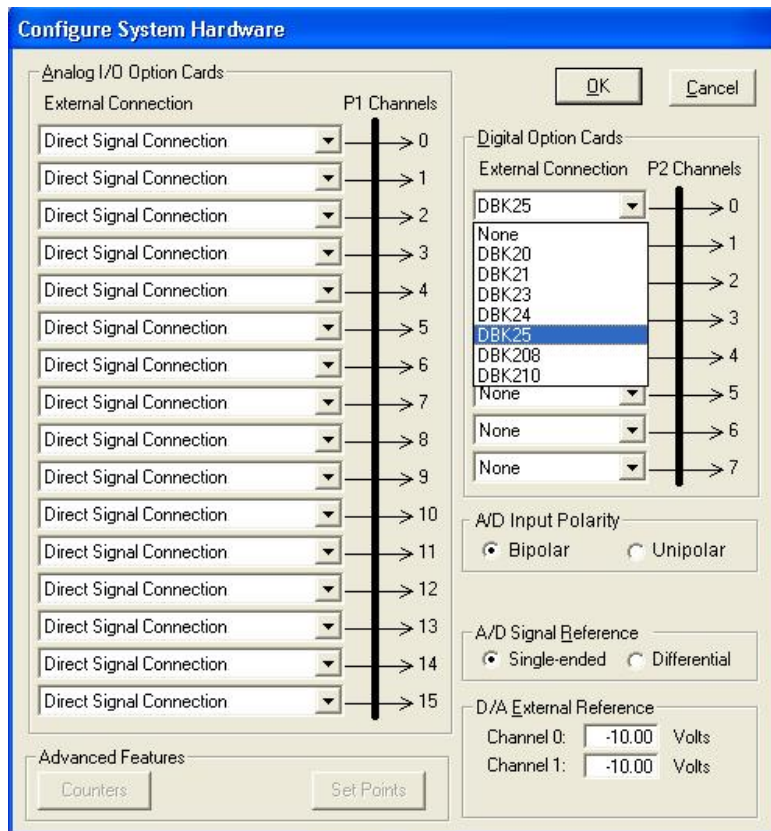 Configure System Hardware
Analog I/O Option Cards
External Connection P1 Channels
Direct Signal Connection 0
Direct Signal Connection 1
Direct Signal Connection 2
Direct Signal Connection 3
Direct Signal Connection 4
Direct Signal Connection 5
Direct Signal Connection 6
Direct Signal Connection 7
Direct Signal Connection 8
Direct Signal Connection 9
Direct Signal Connection 10
Direct Signal Connection 11
Direct Signal Connection 12
Direct Signal Connection 13
Direct Signal Connection 14
Direct Signal Connection 15
Advanced Features
Counters Set Points
OK Cancel
Digital Option Cards
External Connection P2 Channels
DBK25 0
None
DBK20 1
DBK21 2
DBK23
DBK24 3
DBK25
DBK208 4
DBK210
None 5
None 6
None 7
A/D Input Polarity
Bipolar Unipolar
A/D Signal Reference
Single-ended Differential
D/A External Reference
Channel 0: -10.00 Volts
Channel 1: -10.00 Volts